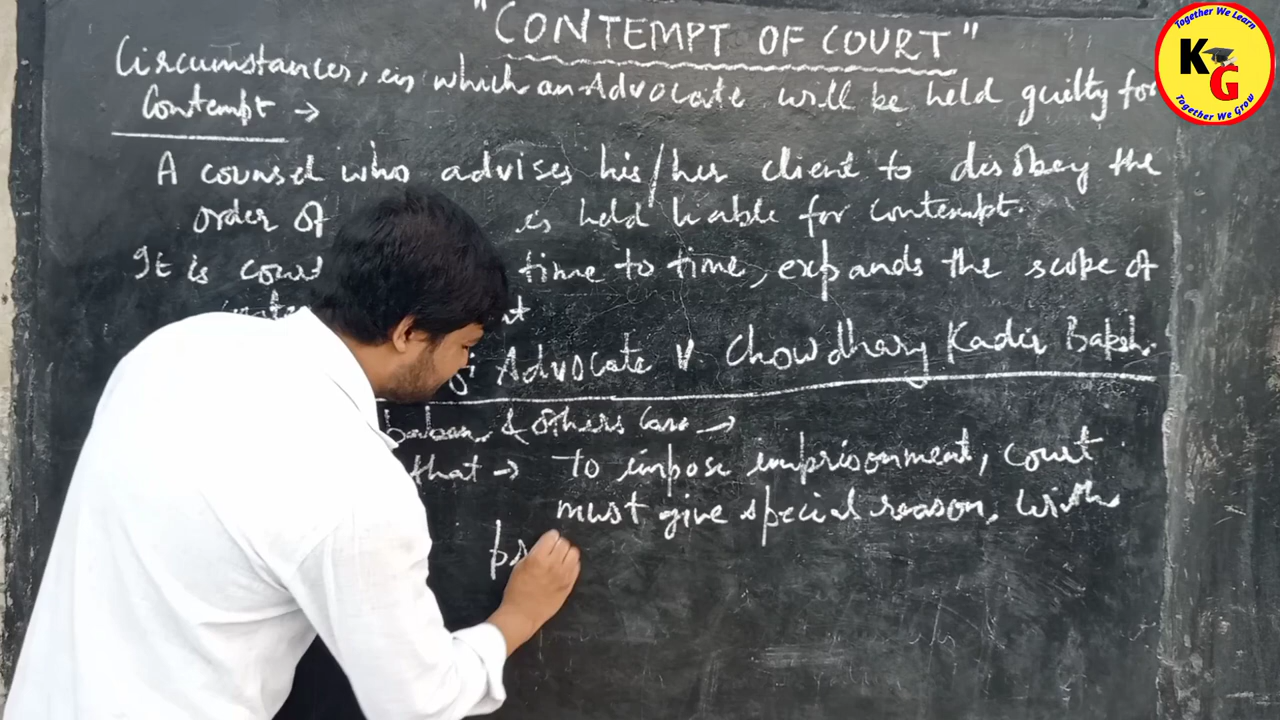 "CONTEMPT OF COURT"
Circumstances, in which an Advocate will be held guilty for
Contempt →
A counsel who advises his/her client to disobey the
order of is held liable for contempt.
It is court time to time, expands the scope of
Advocate V Chowdhary Kadir Baksh.
& Others Case →
that → To impose imprisonment, court
must give special reason, with
Together We Learn
KG
Together We Grow